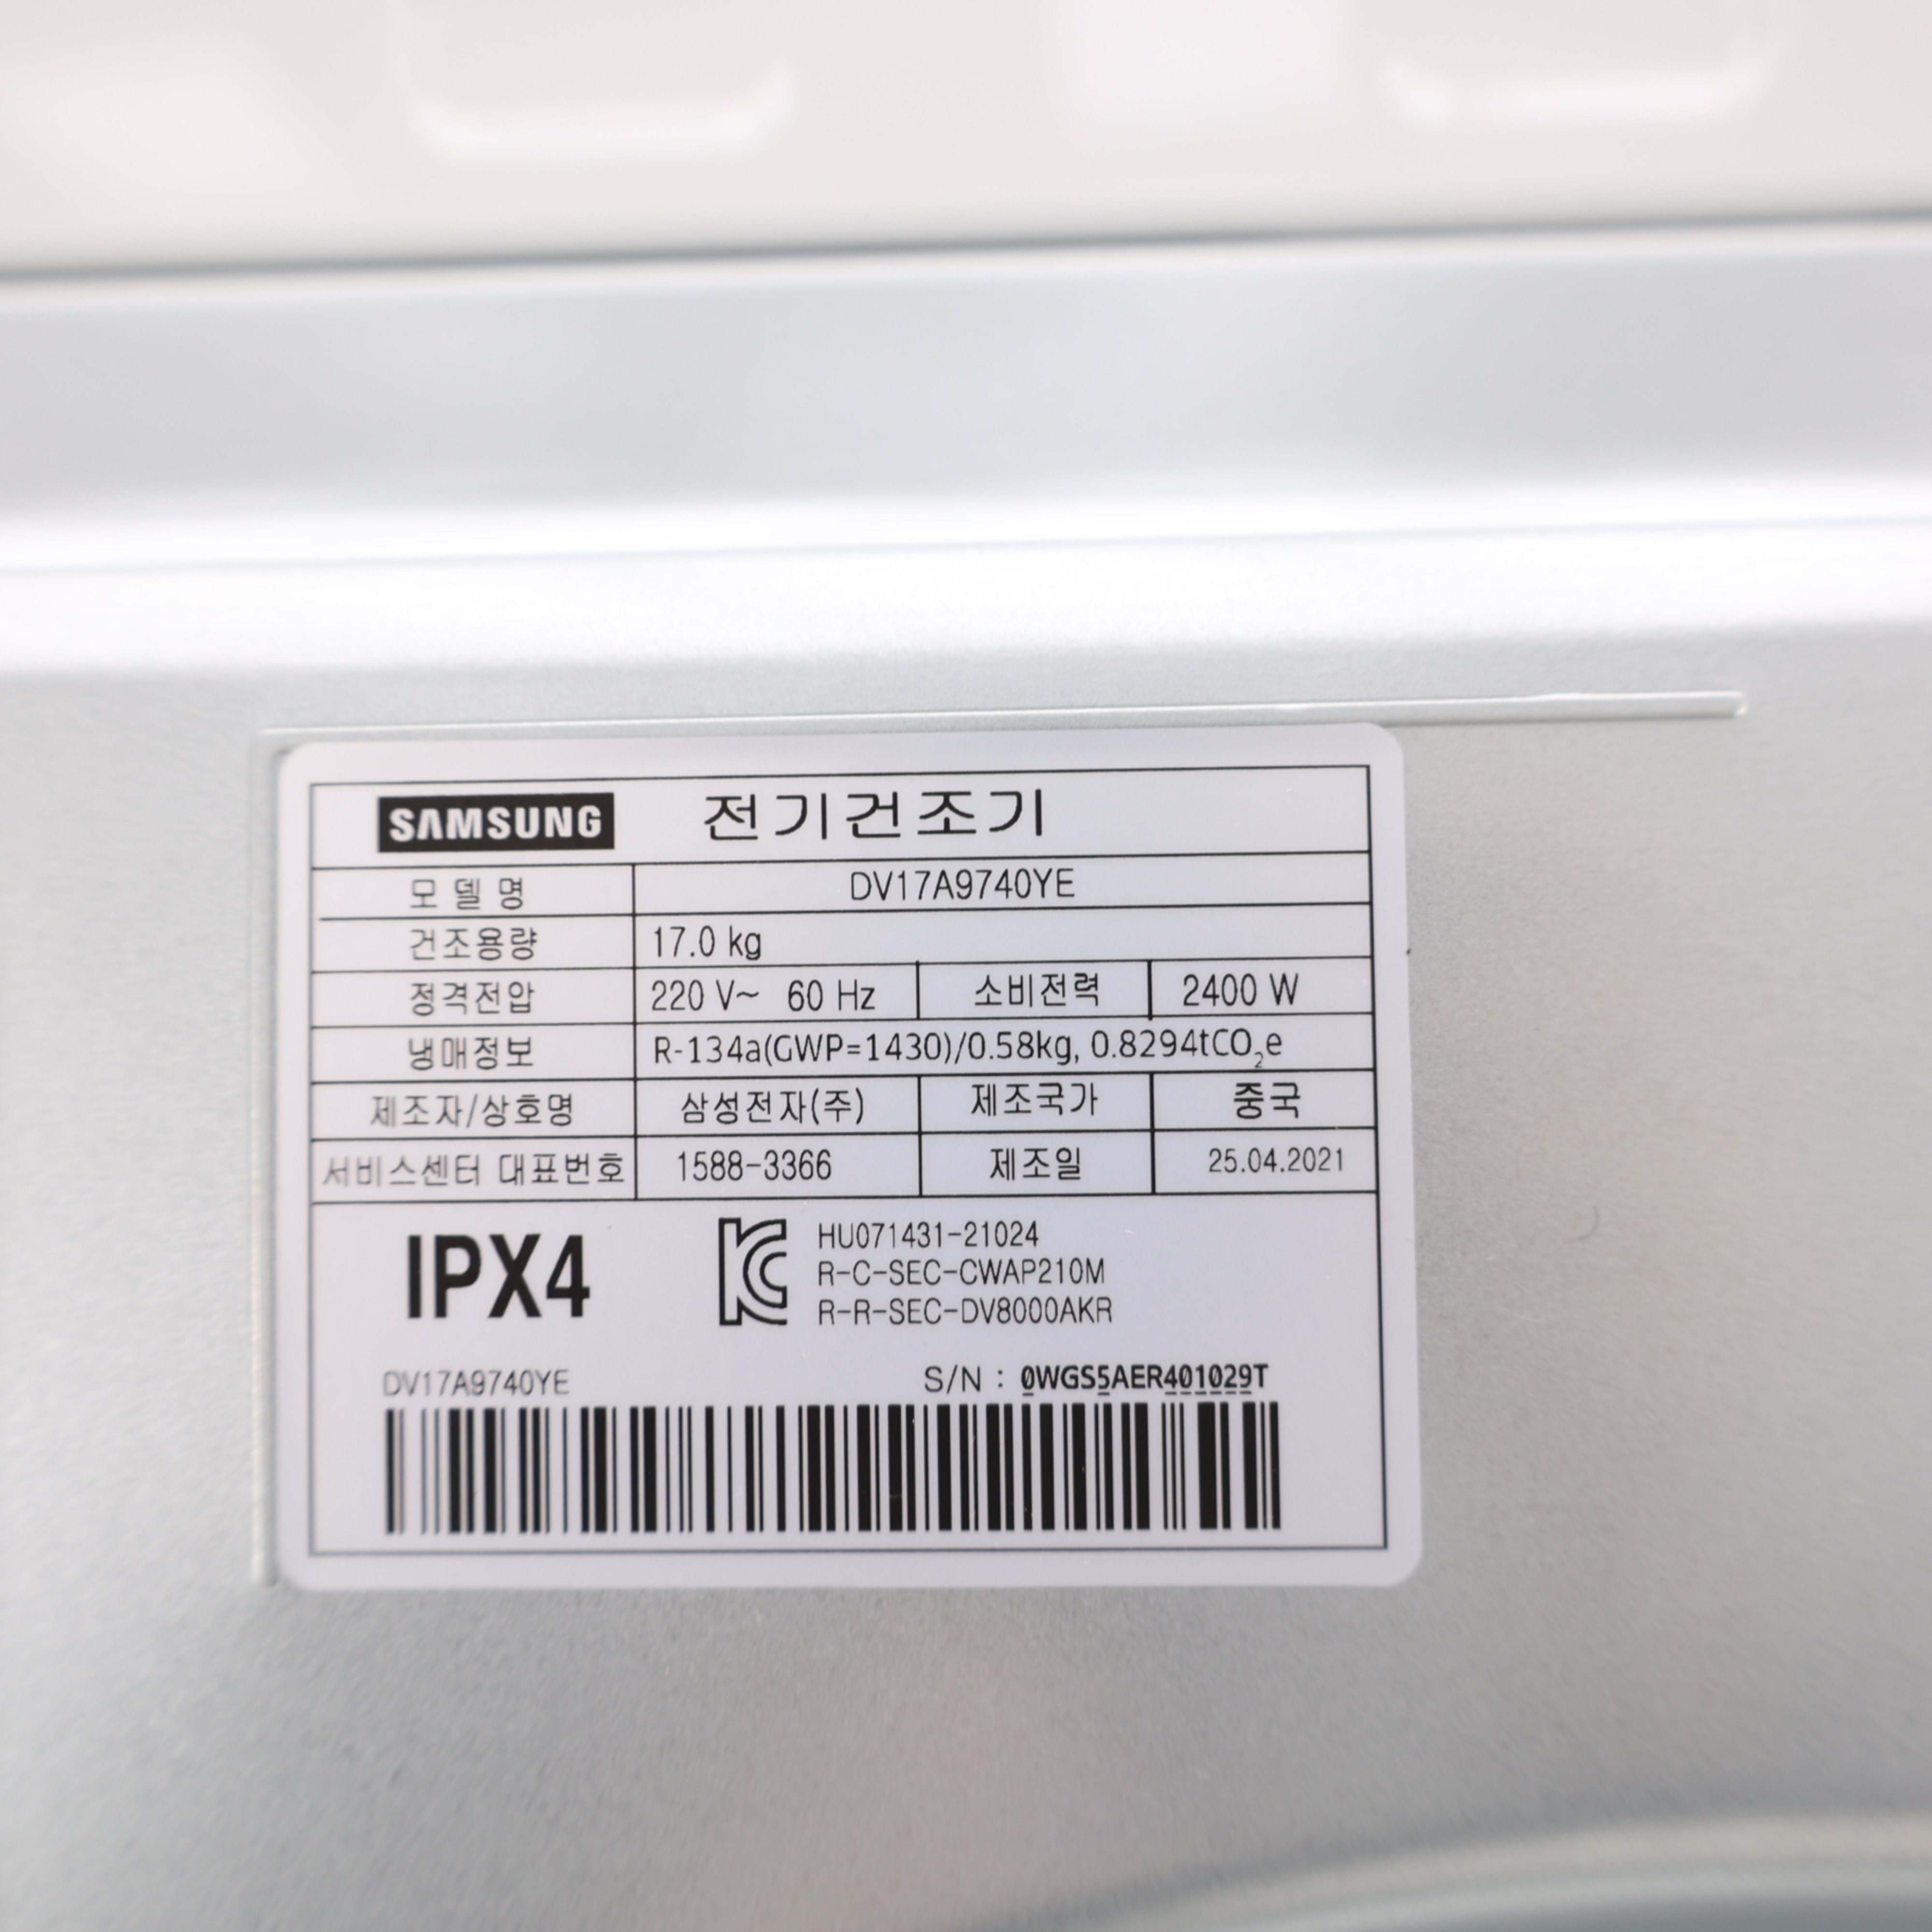 SAMSUNG 전기건조기
모델명 DV17A9740YE
건조용량 17.0 kg
정격전압 220 V~ 60 Hz 소비전력 2400 W
냉매정보 R-134a(GWP=1430)/0.58kg, 0.8294tCO₂e
제조자/상호명 삼성전자(주) 제조국가 중국
서비스센터 대표번호 1588-3366 제조일 25.04.2021
IPX4
HU071431-21024
R-C-SEC-CWAP210M
R-R-SEC-DV8000AKR
DV17A9740YE S/N : 0WGS5AER401029T